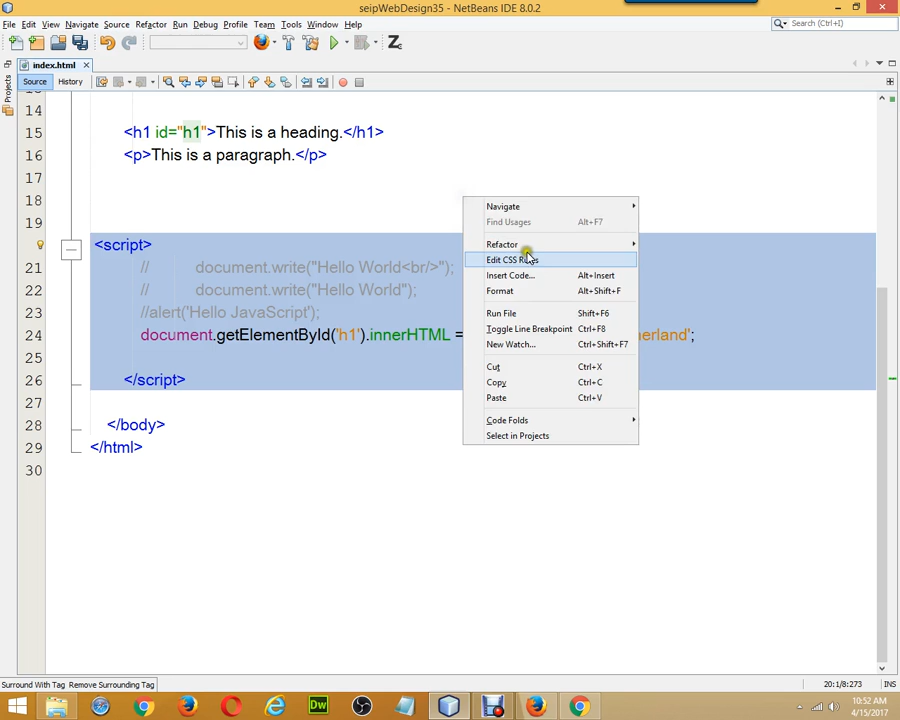 seipWebDesign35 - NetBeans IDE 8.0.2
File Edit View Navigate Source Refactor Run Debug Profile Team Tools Window Help
Search (Ctrl+I)
index.html
Source History
Projects
14
15 <h1 id="h1">This is a heading.</h1>
16 <p>This is a paragraph.</p>
17
18
19
<script>
21 // document.write("Hello World<br/>");
22 // document.write("Hello World");
23 //alert('Hello JavaScript');
24 document.getElementById('h1').innerHTML = erland';
25
26 </script>
27
28 </body>
29 </html>
30
Navigate
Find Usages Alt+F7
Refactor
Edit CSS Rules
Insert Code... Alt+Insert
Format Alt+Shift+F
Run File Shift+F6
Toggle Line Breakpoint Ctrl+F8
New Watch... Ctrl+Shift+F7
Cut Ctrl+X
Copy Ctrl+C
Paste Ctrl+V
Code Folds
Select in Projects
Surround With Tag Remove Surrounding Tag
20:1/8:273 INS
Dw
10:52 AM
4/15/2017